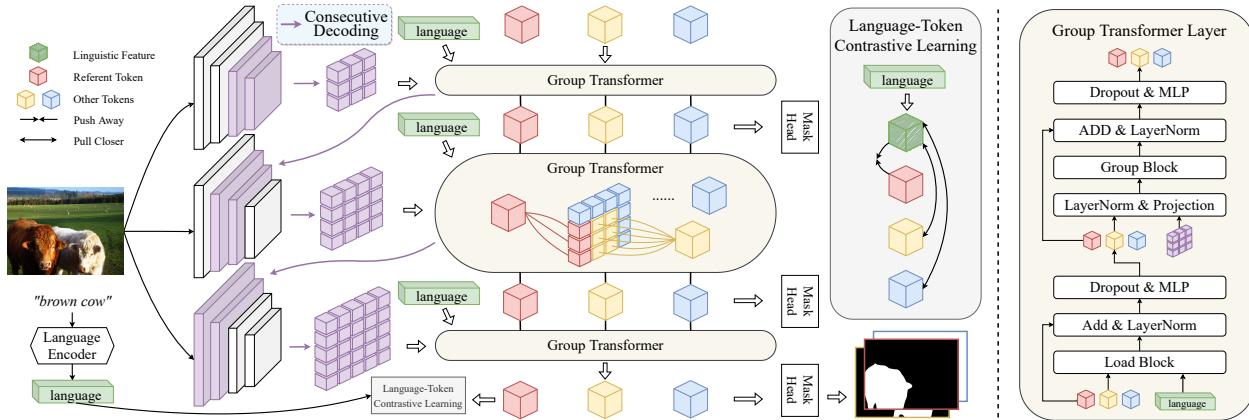 Linguistic Feature
Referent Token
Other Tokens
Push Away
Pull Closer
"brown cow"
Language
Encoder
language
Consecutive
Decoding
language
Group Transformer
language
Mask
Head
Group Transformer
......
language
Mask
Head
Group Transformer
Language-Token
Contrastive Learning
Mask
Head
Language-Token
Contrastive Learning
language
Group Transformer Layer
Dropout & MLP
ADD & LayerNorm
Group Block
LayerNorm & Projection
Dropout & MLP
Add & LayerNorm
Load Block
language